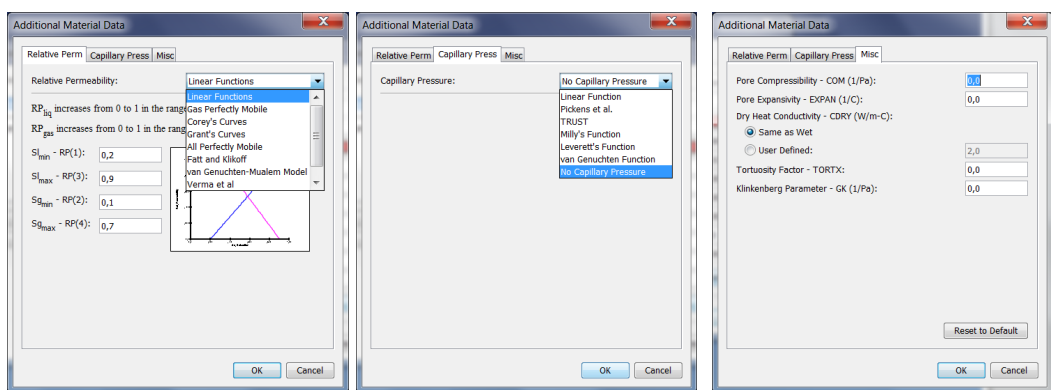 Additional Material Data
X
Relative Perm Capillary Press Misc
Relative Permeability:
Linear Functions
RP liq increases from 0 to 1 in the rang
RP gas increases from 0 to 1 in the rang
Sl min - RP(1): 0,2
Sl max - RP(3): 0,9
Sg min - RP(2): 0,1
Sg max - RP(4): 0,7
Linear Functions
Gas Perfectly Mobile
Corey's Curves
Grant's Curves
All Perfectly Mobile
Fatt and Klikoff
van Genuchten-Mualem Model
Verma et al
OK Cancel
Additional Material Data
X
Relative Perm Capillary Press Misc
Capillary Pressure:
No Capillary Pressure
Linear Function
Pickens et al.
TRUST
Milly's Function
Leverett's Function
van Genuchten Function
No Capillary Pressure
OK Cancel
Additional Material Data
X
Relative Perm Capillary Press Misc
Pore Compressibility - COM (1/Pa): 0,0
Pore Expansivity - EXPAN (1/C): 0,0
Dry Heat Conductivity - CDRY (W/m-C):
Same as Wet
User Defined: 2,0
Tortuosity Factor - TORTX: 0,0
Klinkenberg Parameter - GK (1/Pa): 0,0
Reset to Default
OK Cancel